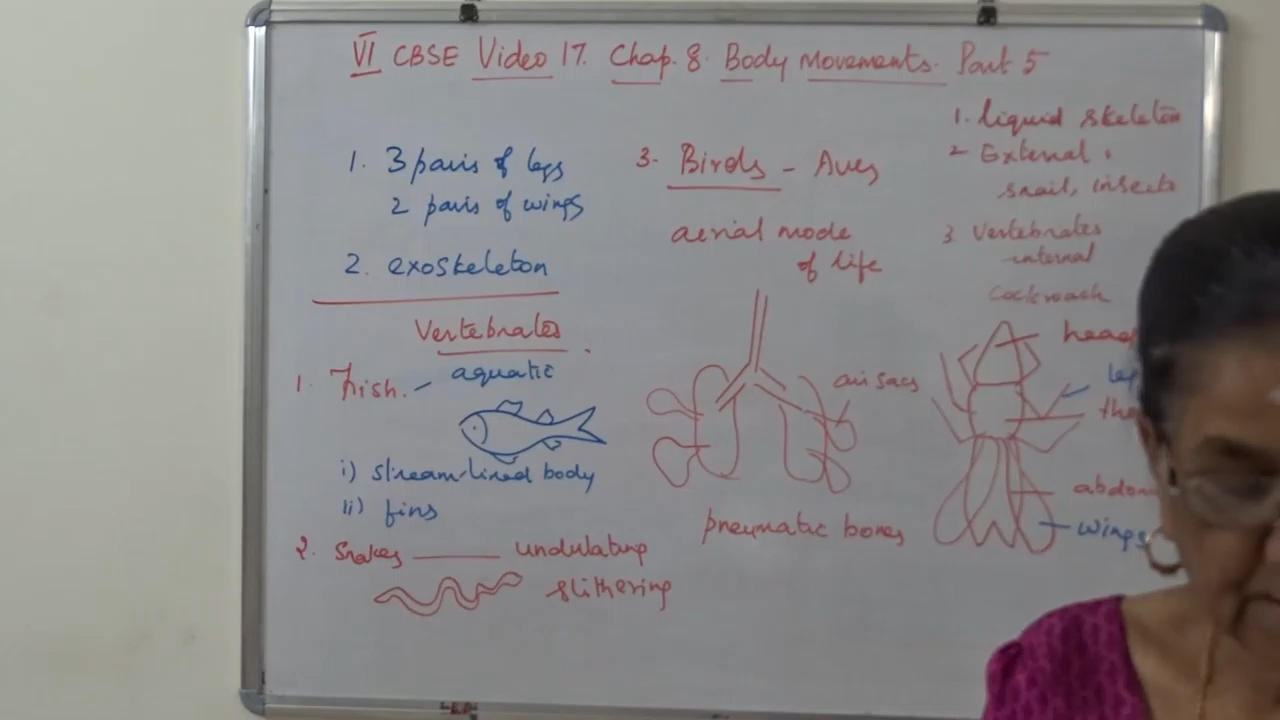 VI CBSE Video 17. Chap. 8. Body Movements. Part 5
1. 3 pairs of legs
2 pairs of wings
2. exoskeleton
Vertebrates
1. Fish. - aquatic
i) streamlined body
ii) fins
2. Snakes undulating
slithering
3. Birds - Aves
aerial mode
of life
air sacs
pneumatic bones
1. liquid skeleton
2 External
snail, insects
3 Vertebrates
internal
Cockroach
head
wings